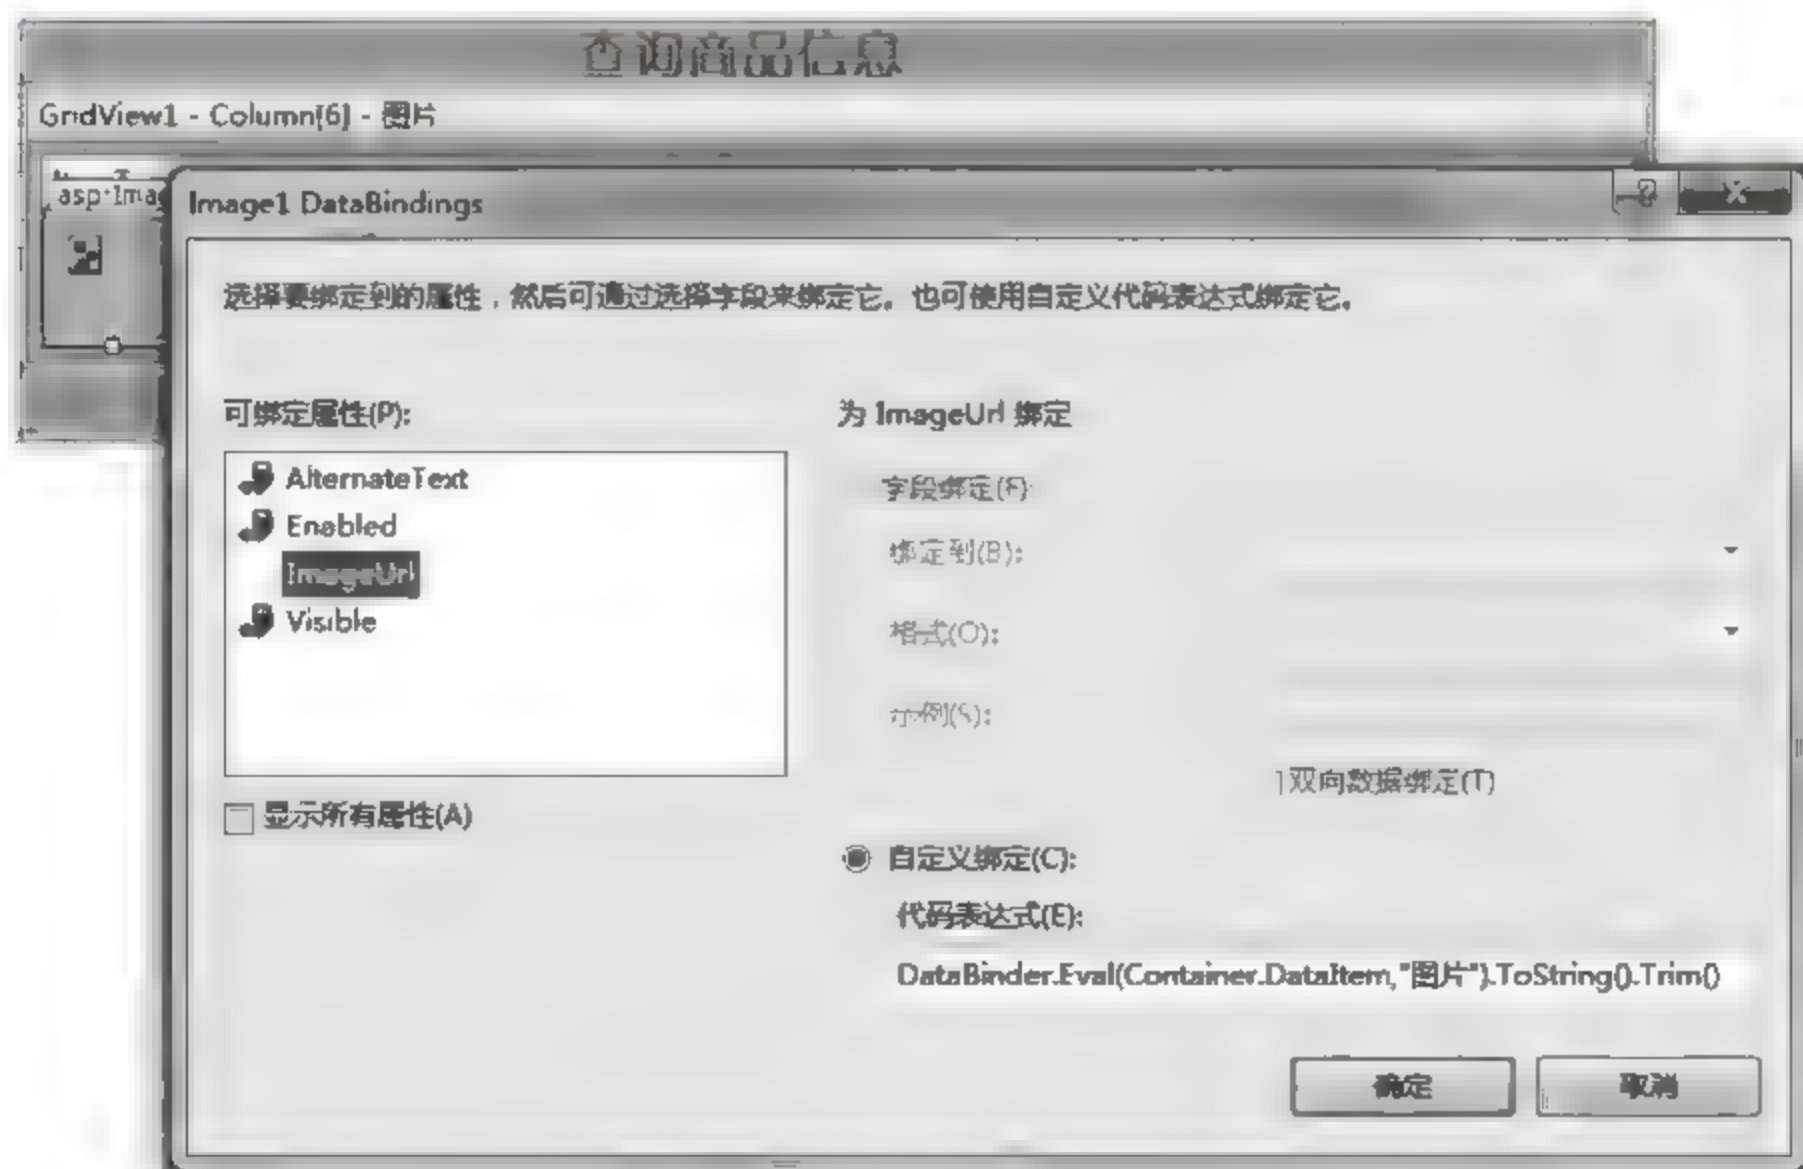 查询商品信息
GridView1 - Column[6] - 图片
asp:Ima
Image1 DataBindings
选择要绑定到的属性，然后可通过选择字段来绑定它。也可使用自定义代码表达式绑定它。
可绑定属性(P):
AlternateText
Enabled
ImageUrl
Visible
显示所有属性(A)
为 ImageUrl 绑定
字段绑定(F)
绑定到(B):
格式(O):
示例(S):
双向数据绑定(T)
自定义绑定(C):
代码表达式(E):
DataBinder.Eval(Container.DataItem,"图片").ToString().Trim()
确定
取消